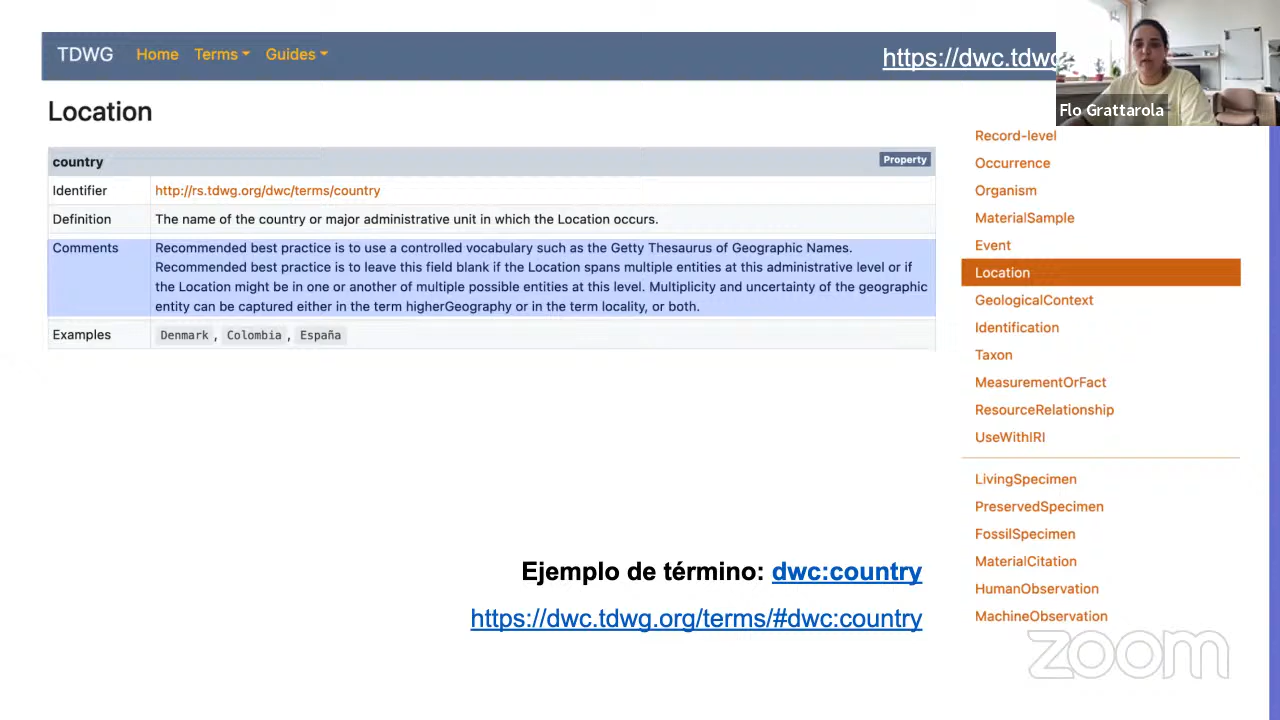 TDWG Home Terms Guides
https://dwc.tdwg
Flo Grattarola
Location
country Property
Identifier http://rs.tdwg.org/dwc/terms/country
Definition The name of the country or major administrative unit in which the Location occurs.
Comments Recommended best practice is to use a controlled vocabulary such as the Getty Thesaurus of Geographic Names.
Recommended best practice is to leave this field blank if the Location spans multiple entities at this administrative level or if
the Location might be in one or another of multiple possible entities at this level. Multiplicity and uncertainty of the geographic
entity can be captured either in the term higherGeography or in the term locality, or both.
Examples Denmark, Colombia, España
Record-level
Occurrence
Organism
MaterialSample
Event
Location
GeologicalContext
Identification
Taxon
MeasurementOrFact
ResourceRelationship
UseWithIRI
LivingSpecimen
PreservedSpecimen
FossilSpecimen
MaterialCitation
HumanObservation
MachineObservation
Ejemplo de término: dwc:country
https://dwc.tdwg.org/terms/#dwc:country
zoom